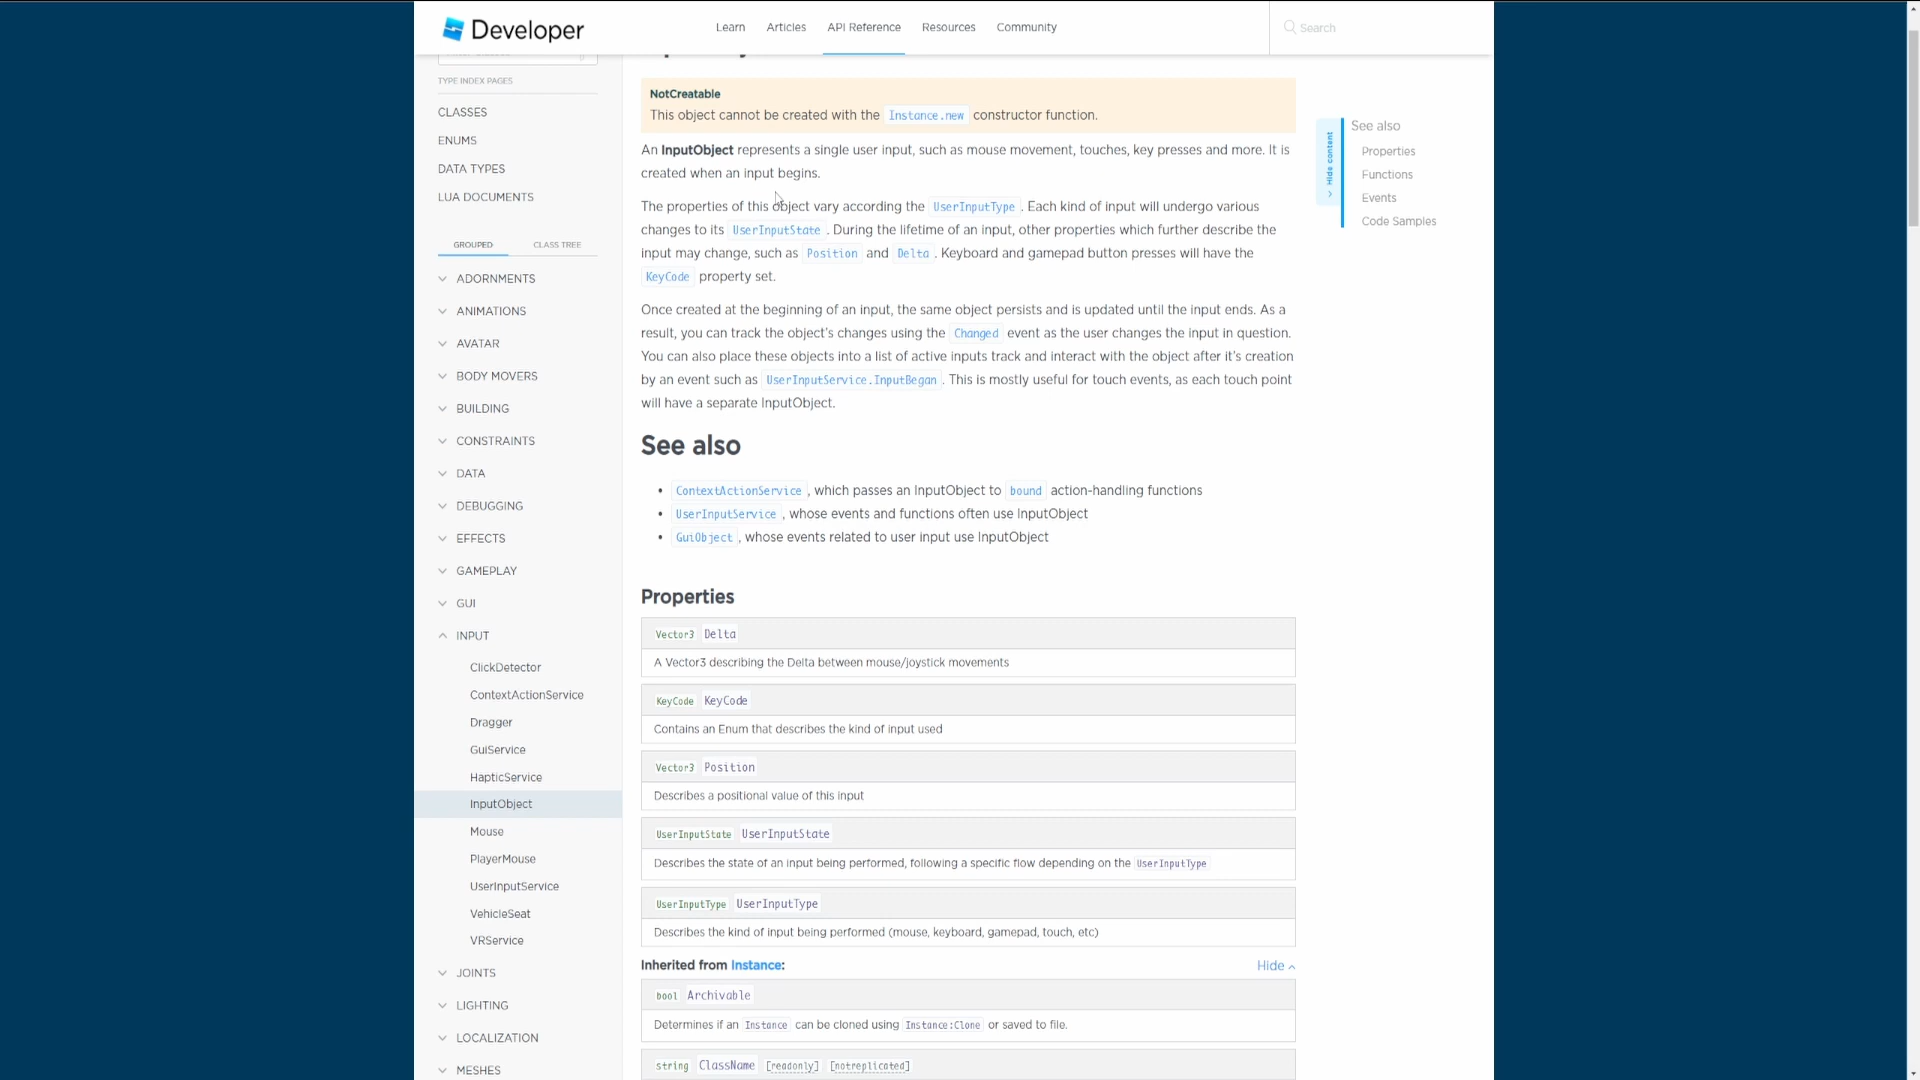 Developer
Learn
Articles
API Reference
Resources
Community
Search
TYPE INDEX PAGES
CLASSES
ENUMS
DATA TYPES
LUA DOCUMENTS
GROUPED
CLASS TREE
ADORNMENTS
ANIMATIONS
AVATAR
BODY MOVERS
BUILDING
CONSTRAINTS
DATA
DEBUGGING
EFFECTS
GAMEPLAY
GUI
INPUT
ClickDetector
ContextActionService
Dragger
GuiService
HapticService
InputObject
Mouse
PlayerMouse
UserInputService
VehicleSeat
VRService
JOINTS
LIGHTING
LOCALIZATION
MESHES
NotCreatable
This object cannot be created with the Instance.new constructor function.
An InputObject represents a single user input, such as mouse movement, touches, key presses and more. It is
created when an input begins.
The properties of this object vary according the UserInputType . Each kind of input will undergo various
changes to its UserInputState . During the lifetime of an input, other properties which further describe the
input may change, such as Position and Delta . Keyboard and gamepad button presses will have the
KeyCode property set.
Once created at the beginning of an input, the same object persists and is updated until the input ends. As a
result, you can track the object's changes using the Changed event as the user changes the input in question.
You can also place these objects into a list of active inputs track and interact with the object after it's creation
by an event such as UserInputService.InputBegan . This is mostly useful for touch events, as each touch point
will have a separate InputObject.
See also
• ContextActionService , which passes an InputObject to bound action-handling functions
• UserInputService , whose events and functions often use InputObject
• GuiObject , whose events related to user input use InputObject
Properties
Vector3 Delta
A Vector3 describing the Delta between mouse/joystick movements
KeyCode KeyCode
Contains an Enum that describes the kind of input used
Vector3 Position
Describes a positional value of this input
UserInputState UserInputState
Describes the state of an input being performed, following a specific flow depending on the UserInputType
UserInputType UserInputType
Describes the kind of input being performed (mouse, keyboard, gamepad, touch, etc)
Inherited from Instance:
Hide
bool Archivable
Determines if an Instance can be cloned using Instance:Clone or saved to file.
string ClassName [readonly] [notreplicated]
Hide content
See also
Properties
Functions
Events
Code Samples